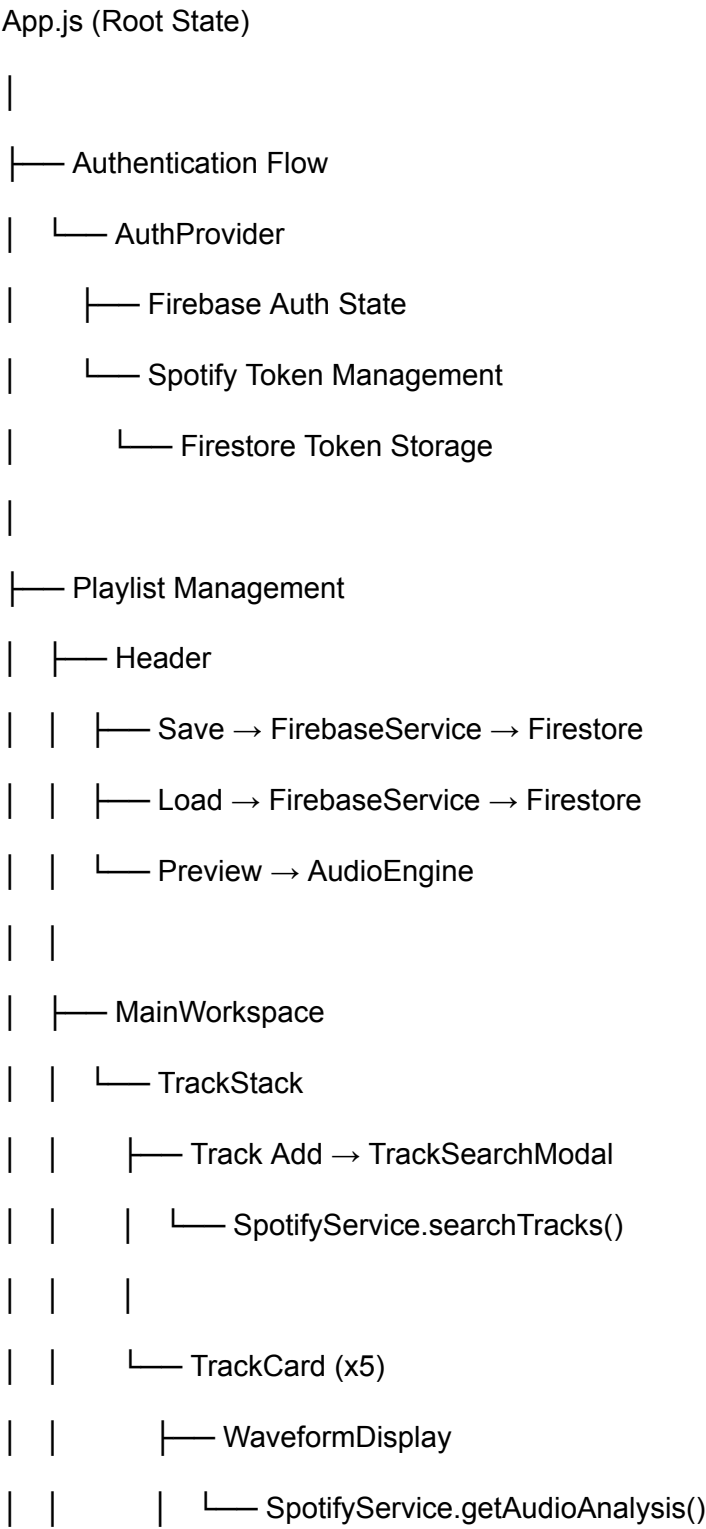 App.js (Root State)
│
├── Authentication Flow
│ └── AuthProvider
│ ├── Firebase Auth State
│ └── Spotify Token Management
│ └── Firestore Token Storage
│
├── Playlist Management
│ ├── Header
│ │ ├── Save → FirebaseService → Firestore
│ │ ├── Load → FirebaseService → Firestore
│ │ └── Preview → AudioEngine
│ │
│ ├── MainWorkspace
│ │ └── TrackStack
│ │ ├── Track Add → TrackSearchModal
│ │ │ └── SpotifyService.searchTracks()
│ │ │
│ │ └── TrackCard (x5)
│ │ ├── WaveformDisplay
│ │ │ └── SpotifyService.getAudioAnalysis()